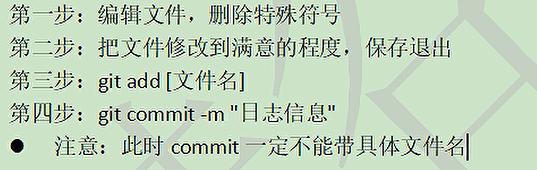 第一步：编辑文件，删除特殊符号
第二步：把文件修改到满意的程度，保存退出
第三步：git add [文件名]
第四步：git commit -m "日志信息"
● 注意：此时 commit 一定不能带具体文件名